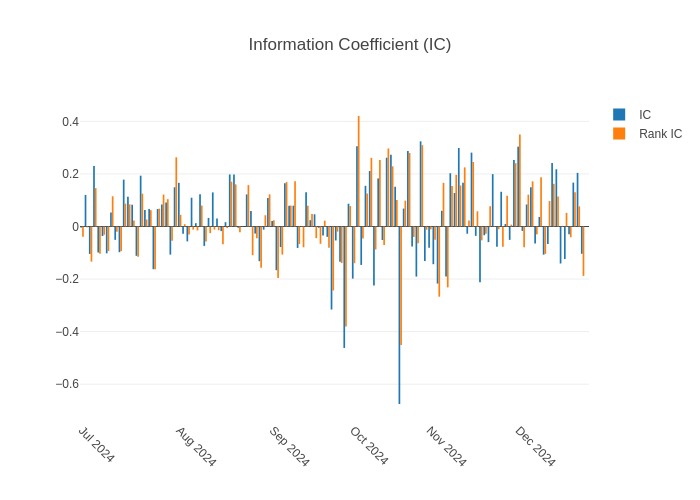 Information Coefficient (IC)
IC
Rank IC
0.4
0.2
0
−0.2
−0.4
−0.6
Jul 2024
Aug 2024
Sep 2024
Oct 2024
Nov 2024
Dec 2024